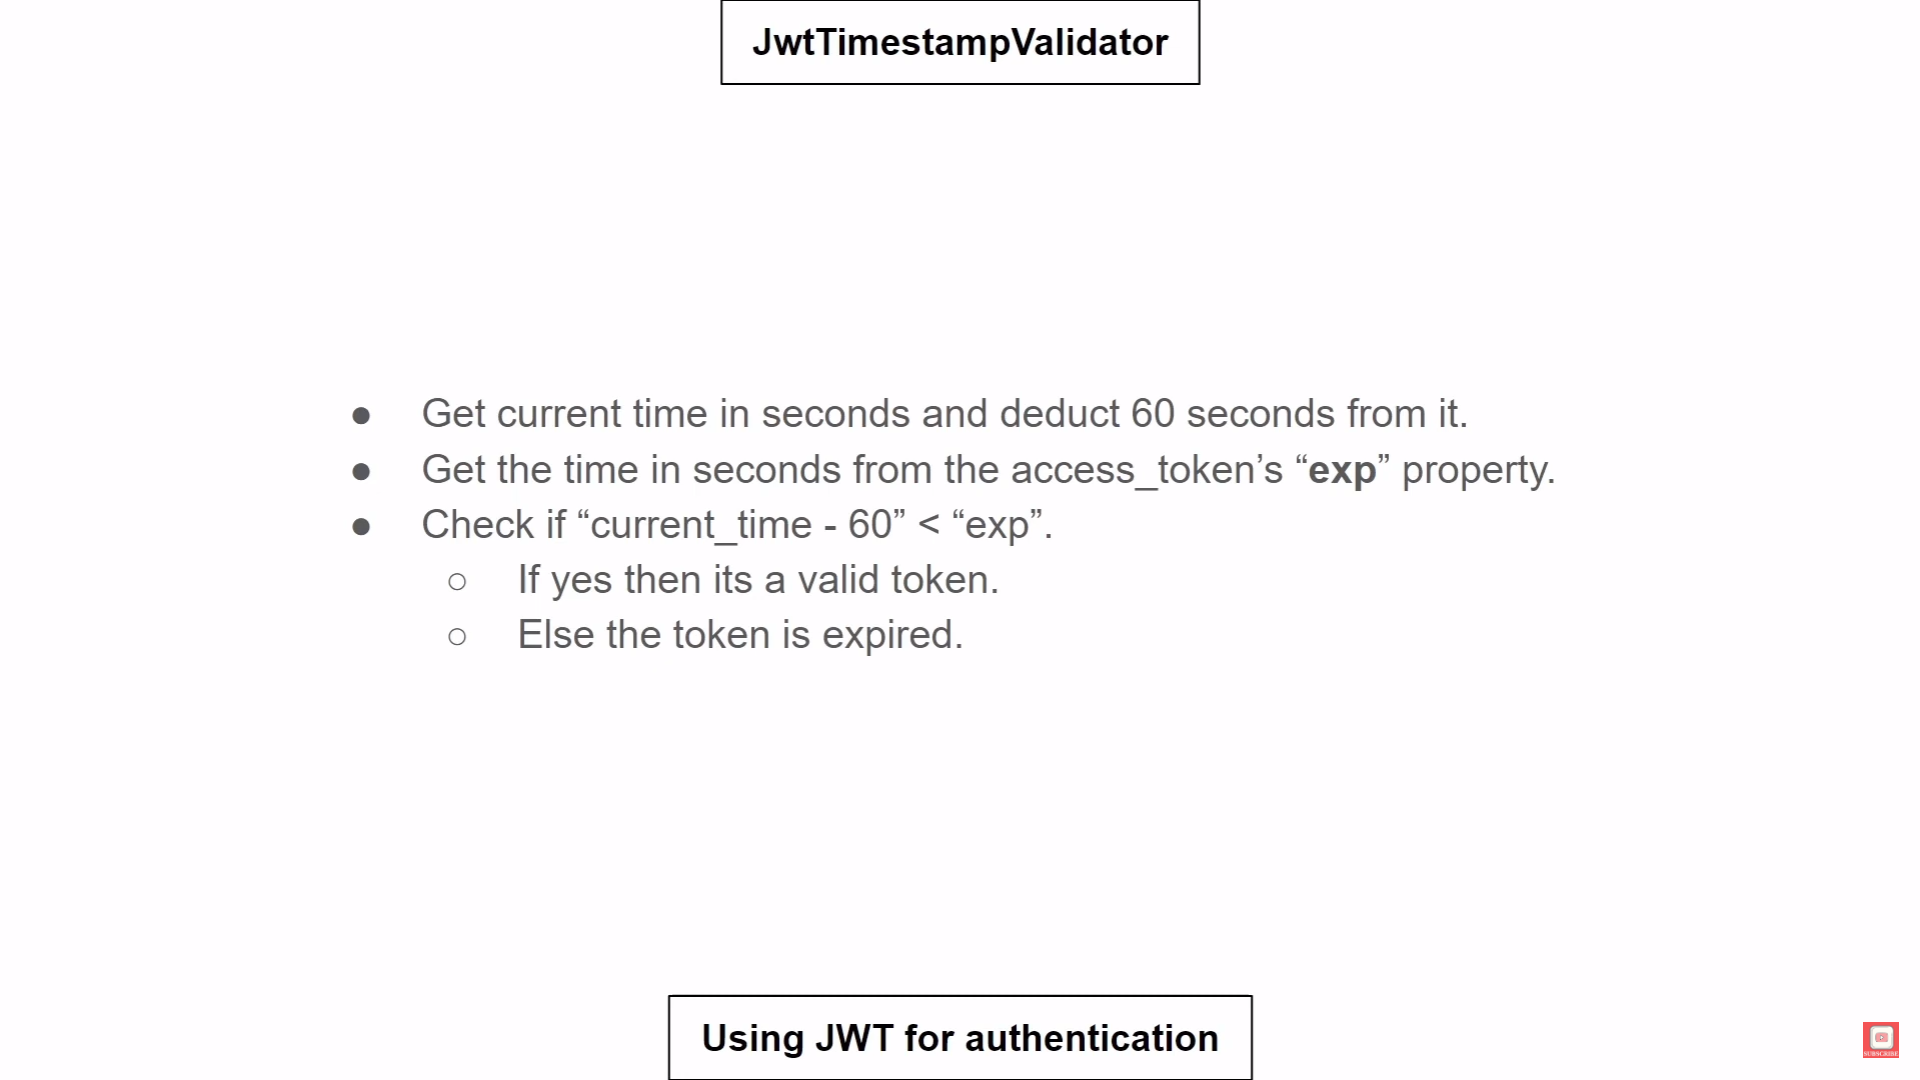 JwtTimestampValidator
● Get current time in seconds and deduct 60 seconds from it.
● Get the time in seconds from the access_token’s “exp” property.
● Check if “current_time - 60” < “exp”.
○ If yes then its a valid token.
○ Else the token is expired.
Using JWT for authentication
SUBSCRIBE